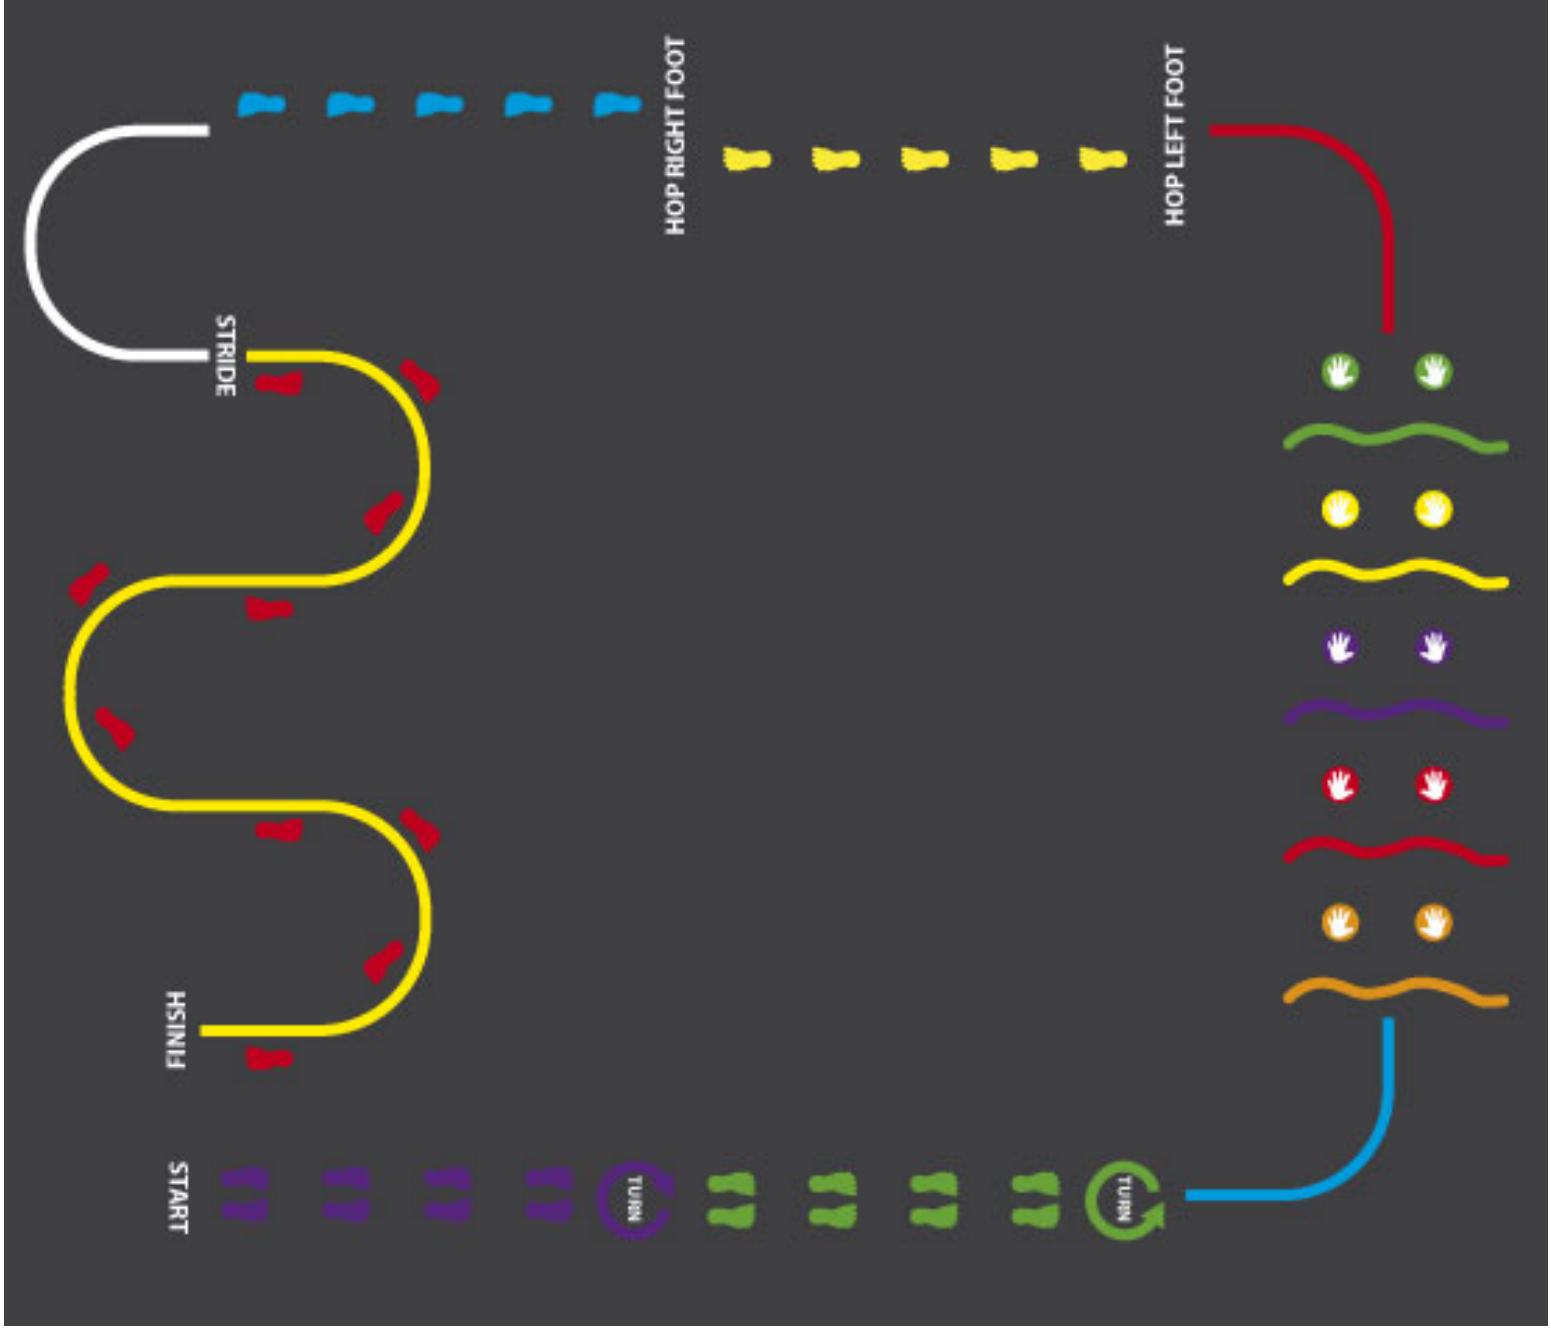 HOP RIGHT FOOT
HOP LEFT FOOT
STRIDE
FINISH
START
TURN
TURN